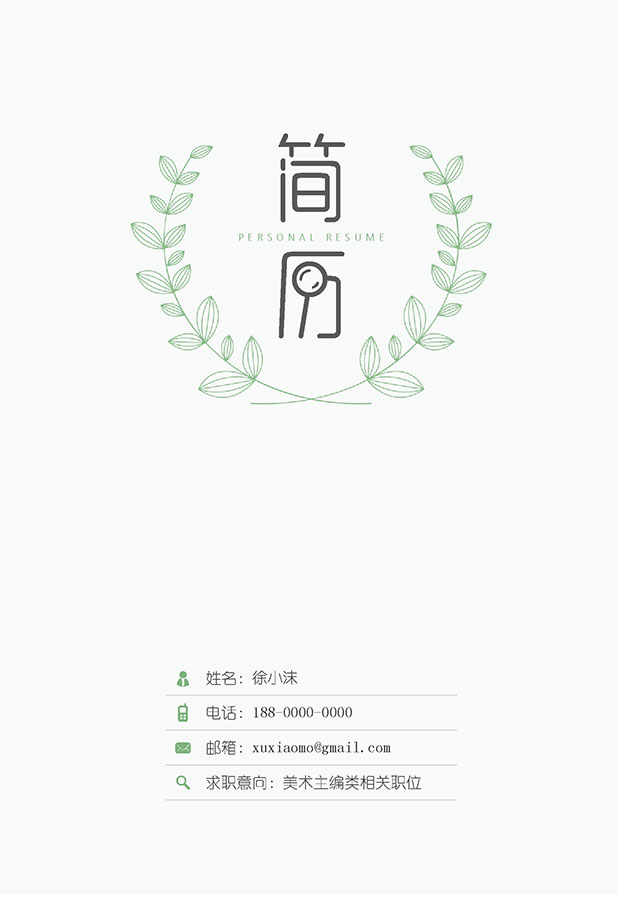 简
PERSONAL RESUME
历
姓名：徐小沫
电话：188-0000-0000
邮箱：xuxiaomo@gmail.com
求职意向：美术主编类相关职位